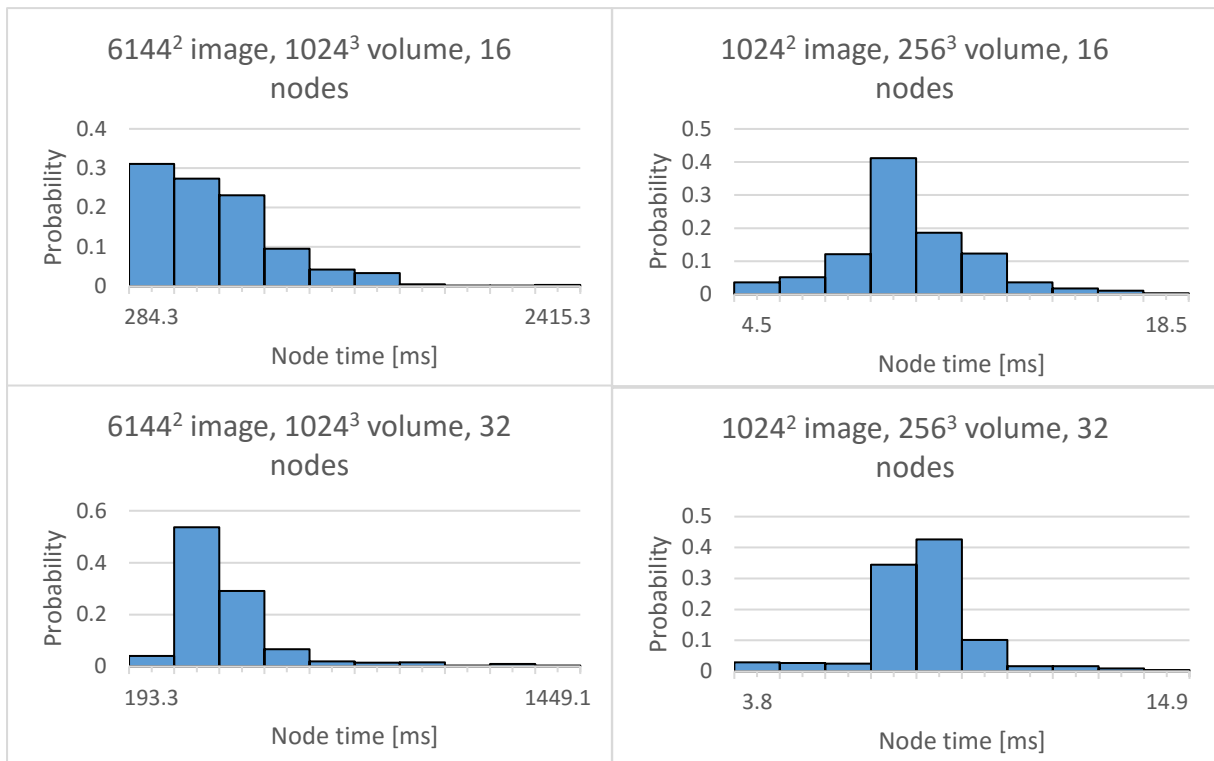 6144² image, 1024³ volume, 16
nodes
0.4
0.3
0.2
0.1
0
Probability
284.3 2415.3
Node time [ms]
1024² image, 256³ volume, 16
nodes
0.5
0.4
0.3
0.2
0.1
0
Probability
4.5 18.5
Node time [ms]
6144² image, 1024³ volume, 32
nodes
0.6
0.4
0.2
0
Probability
193.3 1449.1
Node time [ms]
1024² image, 256³ volume, 32
nodes
0.5
0.4
0.3
0.2
0.1
0
Probability
3.8 14.9
Node time [ms]